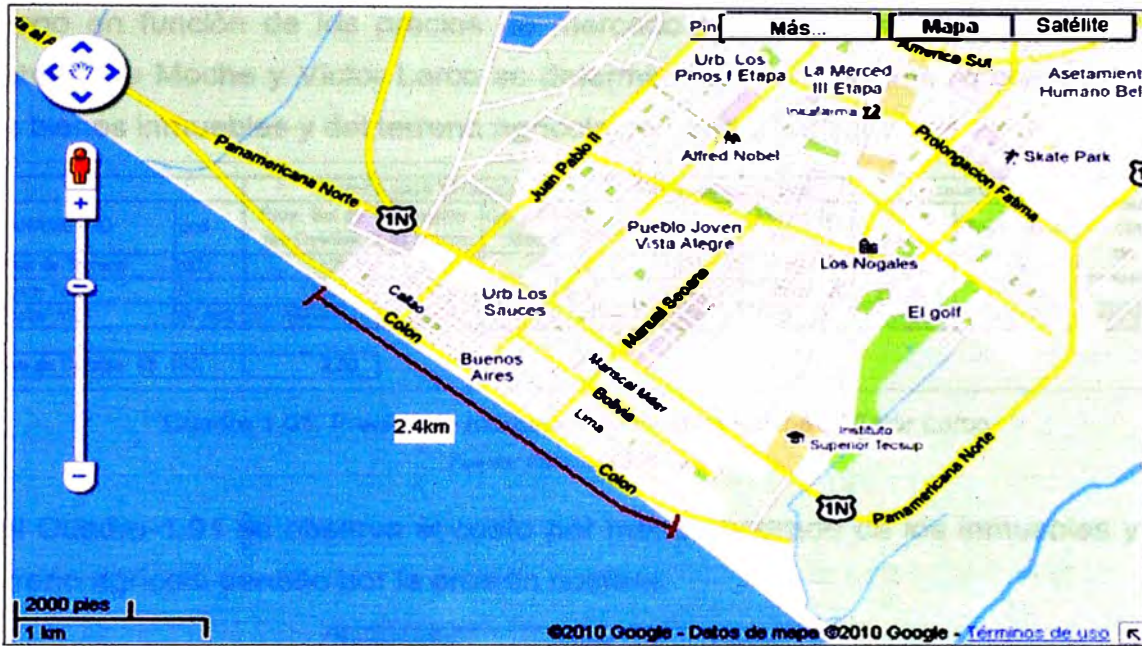 Más...
Mapa
Satélite
America Sul
Urb Los
Pinos I Etapa
La Merced
III Etapa
Asetamient
Humano Bel
Inkafarma
Alfred Nobel
Prolongacion Fatima
Skate Park
Panamericana Norte
1N
Juan Pablo II
Pueblo Joven
Vista Alegre
Los Nogales
Callao
Urb Los
Sauces
Manuel Seoane
El golf
Colon
Buenos
Aires
Mariscal Miller
Bolivia
Lima
2.4km
Instituto
Superior Tecsup
Colon
1N
Panamericana Norte
2000 pies
1 km
©2010 Google - Datos de mapa ©2010 Google - Términos de uso